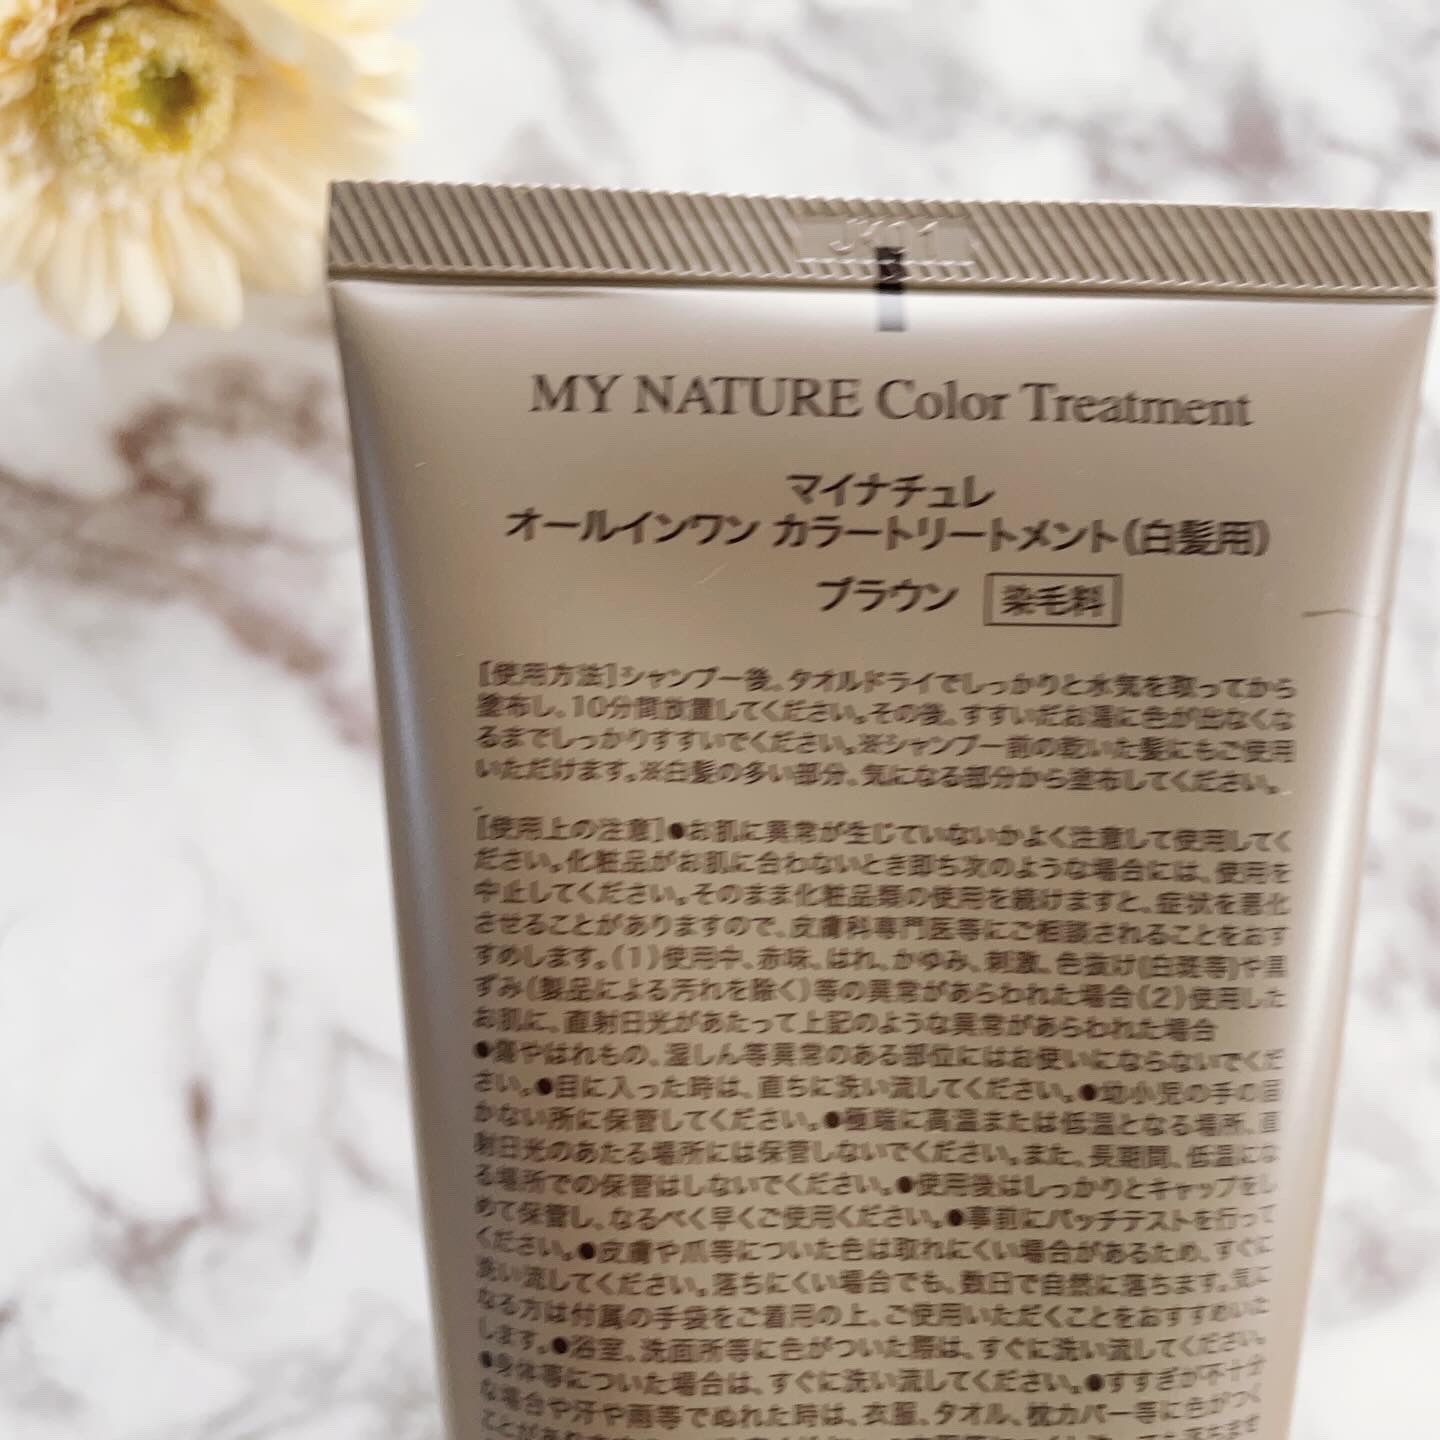 MY NATURE Color Treatment
マイナチュレ
オールインワン カラートリートメント(白髪用)
ブラウン 染毛料
[使用方法]シャンプー後、タオルドライでしっかりと水気を取ってから
塗布し、10分間放置してください。その後、すすいだお湯に色が出なくな
るまでしっかりすすいでください。※シャンプー前の乾いた髪にもご使用
いただけます。※白髪の多い部分、気になる部分から塗布してください。
[使用上の注意]●お肌に異常が生じていないかよく注意して使用してく
ださい。化粧品がお肌に合わないとき即ち次のような場合には、使用を
中止してください。そのまま化粧品類の使用を続けますと、症状を悪化
させることがありますので、皮膚科専門医等にご相談されることをおす
すめします。(1)使用中、赤味、はれ、かゆみ、刺激、色抜け(白斑等)や黒
ずみ(製品による汚れを除く)等の異常があらわれた場合(2)使用した
お肌に、直射日光があたって上記のような異常があらわれた場合
●傷やはれもの、湿しん等異常のある部位にはお使いにならないでくだ
さい。●目に入った時は、直ちに洗い流してください。●幼小児の手の届
かない所に保管してください。●極端に高温または低温となる場所、直
射日光のあたる場所には保管しないでください。また、長期間、低温にな
る場所での保管はしないでください。●使用後はしっかりとキャップをし
めて保管し、なるべく早くご使用ください。●事前にパッチテストを行って
ください。●皮膚や爪等についた色は取れにくい場合があるため、すぐに
洗い流してください。落ちにくい場合でも、数日で自然に落ちます。気に
なる方は付属の手袋をご着用の上、ご使用いただくことをおすすめいた
します。●浴室、洗面所等に色がついた際は、すぐに洗い流してください。
●身体等についた場合は、すぐに洗い流してください。●すすぎが不十分
な場合や汗や雨等でぬれた時は、衣服、タオル、枕カバー等に色がつく
ことがあり